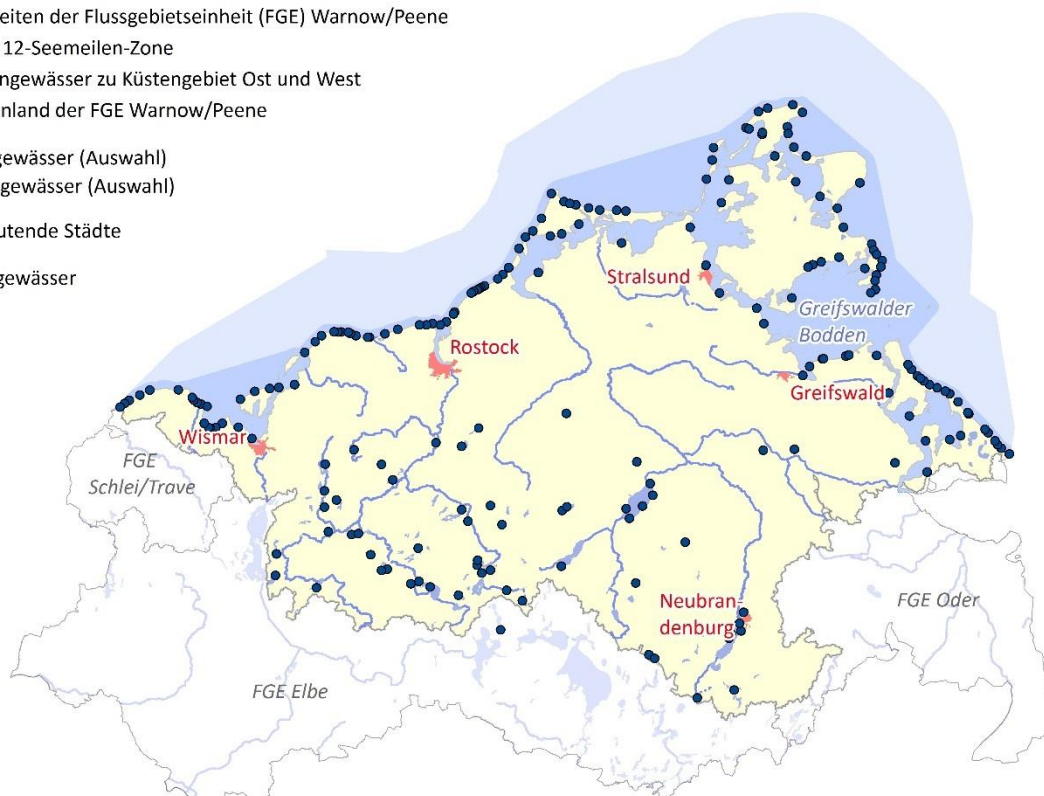 eiten der Flussgebietseinheit (FGE) Warnow/Peene
12-Seemeilen-Zone
ngewässer zu Küstengebiet Ost und West
nland der FGE Warnow/Peene
gewässer (Auswahl)
gewässer (Auswahl)
utende Städte
gewässer
Stralsund
Greifswalder
Bodden
Rostock
Greifswald
Wismar
FGE
Schlei/Trave
Neubran-
denburg
FGE Oder
FGE Elbe